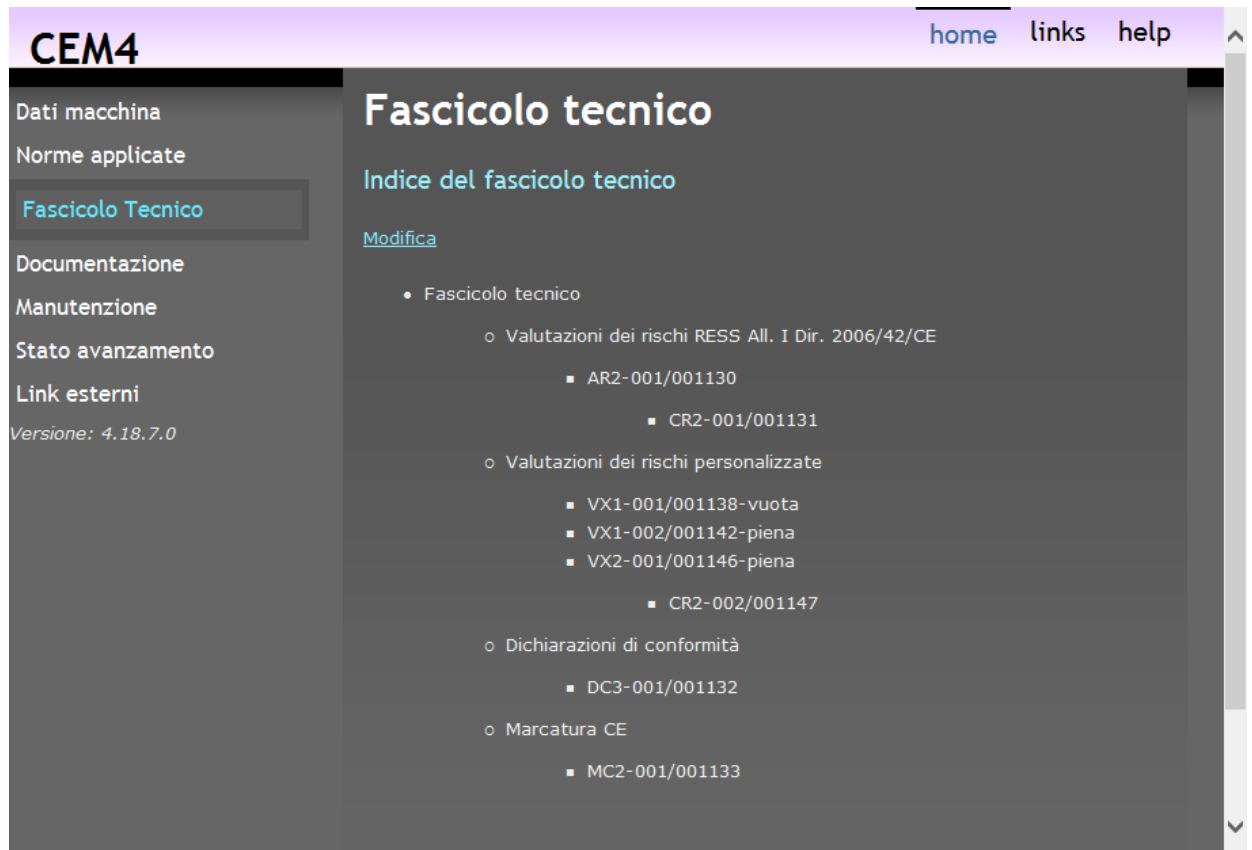 CEM4
home links help
Dati macchina
Norme applicate
Fascicolo Tecnico
Documentazione
Manutenzione
Stato avanzamento
Link esterni
Versione: 4.18.7.0
Fascicolo tecnico
Indice del fascicolo tecnico
Modifica
Fascicolo tecnico
Valutazioni dei rischi RESS All. I Dir. 2006/42/CE
AR2-001/001130
CR2-001/001131
Valutazioni dei rischi personalizzate
VX1-001/001138-vuota
VX1-002/001142-piena
VX2-001/001146-piena
CR2-002/001147
Dichiarazioni di conformità
DC3-001/001132
Marcatura CE
MC2-001/001133